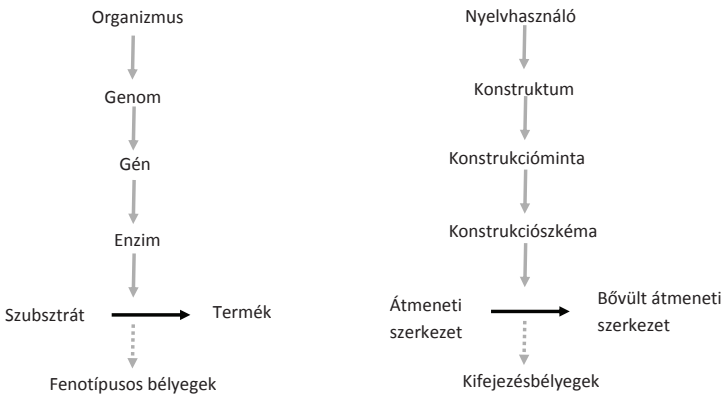 Organizmus
Genom
Gén
Enzim
Szubsztrát
Termék
Fenotípusos bélyegek
Nyelvhasználó
Konstruktum
Konstrukcióminta
Konstrukciószkéma
Átmeneti
szerkezet
Bővült átmeneti
szerkezet
Kifejezésbélyegek